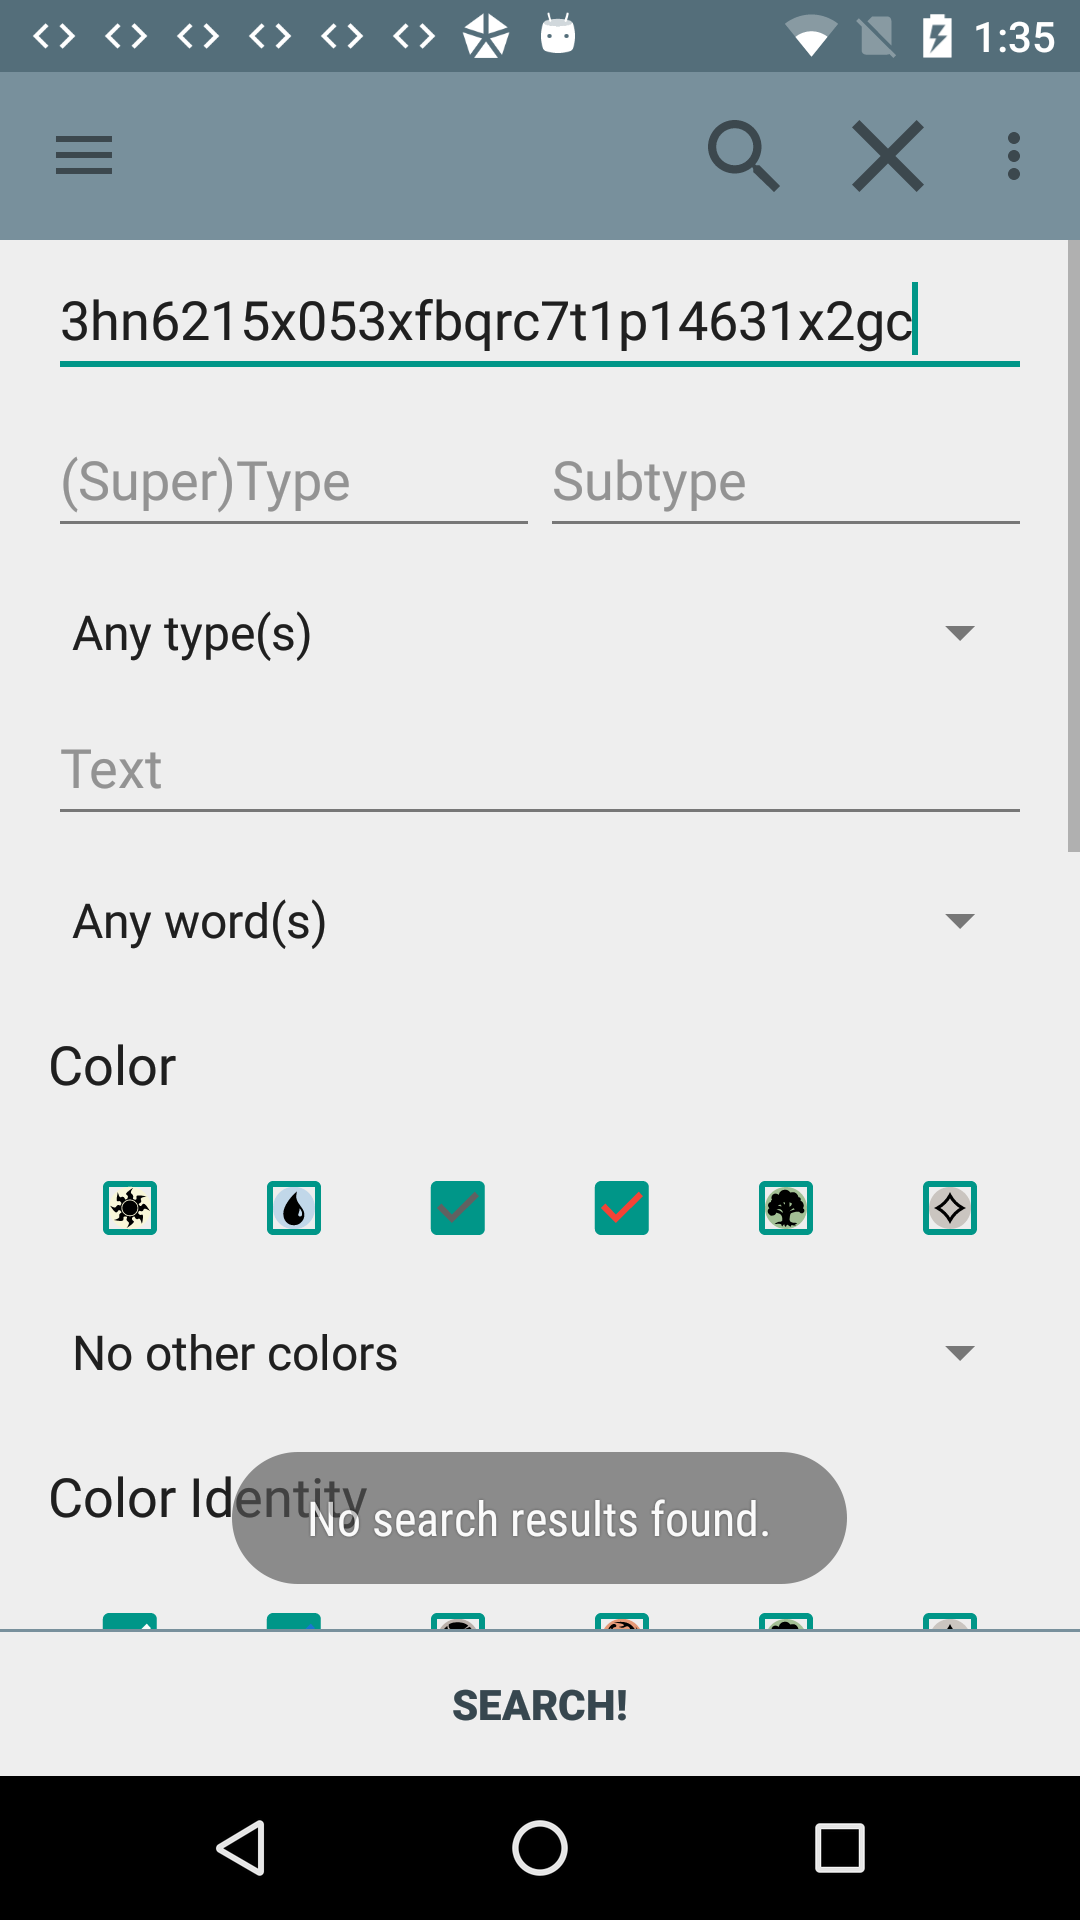 1:35
3hn6215x053xfbqrc7t1p14631x2gc
(Super)Type Subtype
Any type(s)
Text
Any word(s)
Color
No other colors
Color Identity
No search results found.
SEARCH!